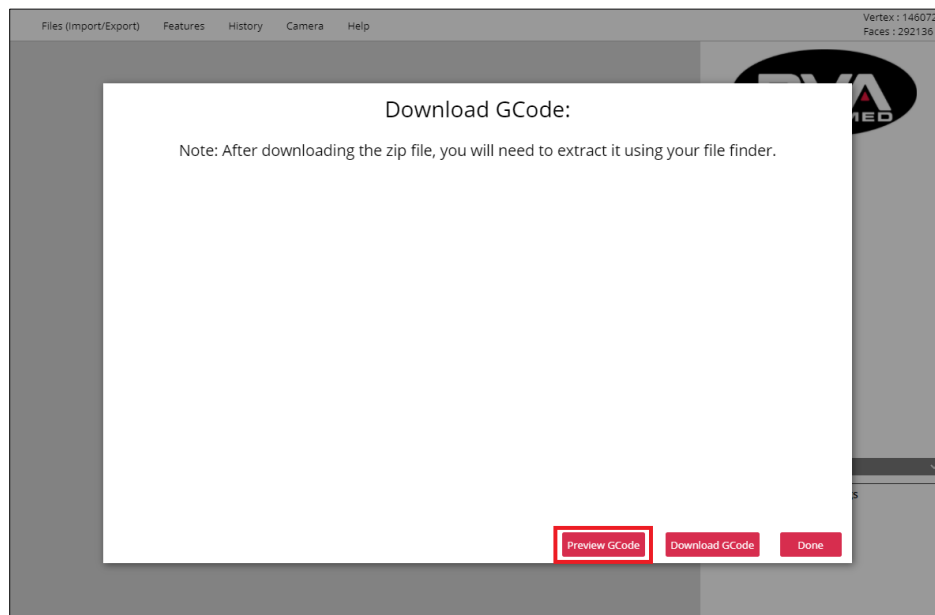 Files (Import/Export) Features History Camera Help
Vertex : 146072
Faces : 292136
Download GCode:
Note: After downloading the zip file, you will need to extract it using your file finder.
Preview GCode Download GCode Done